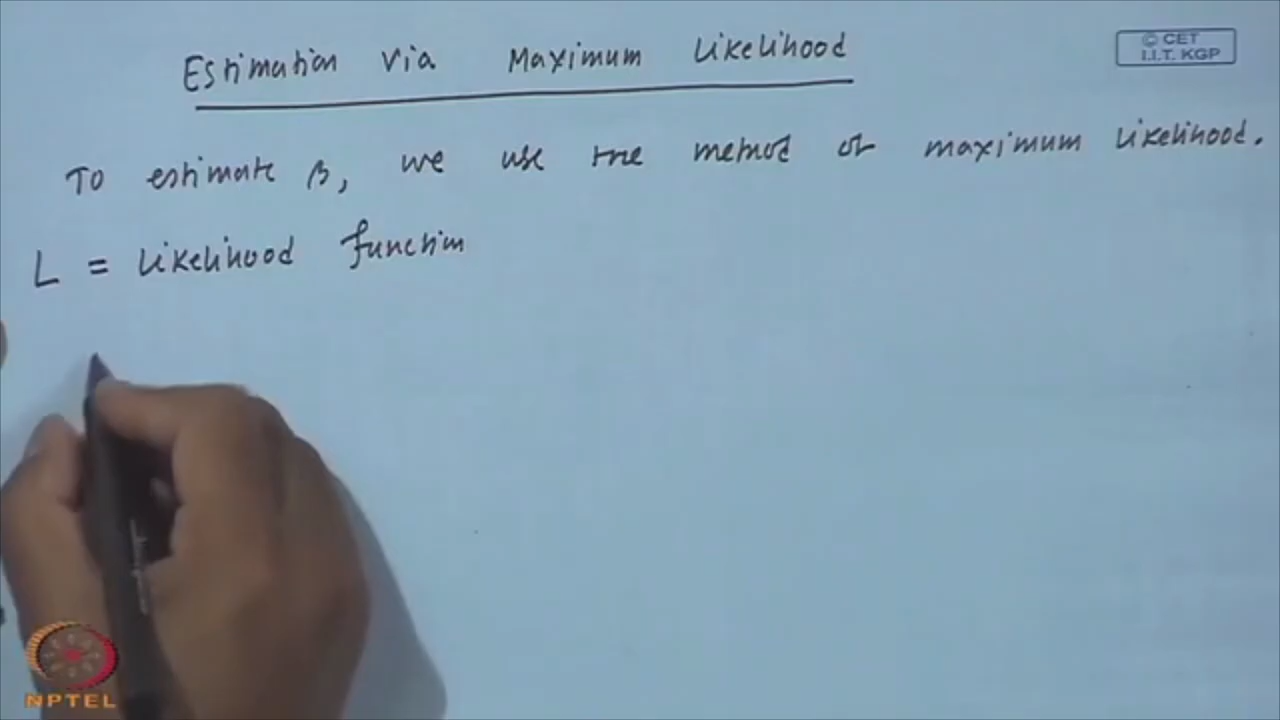 Estimation Via Maximum Likelihood
© CET
I.I.T. KGP
To estimate β, we use the method of maximum likelihood.
L = Likelihood function
NPTEL